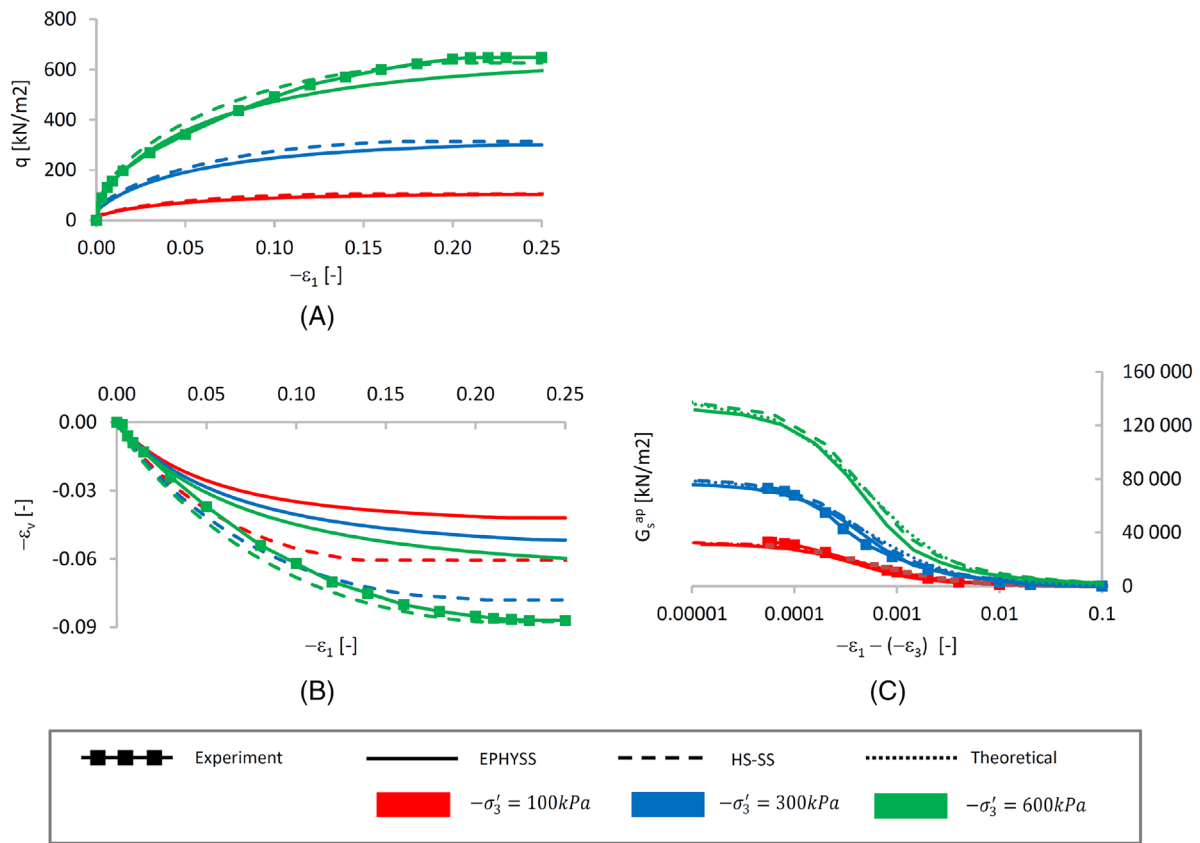 800
600
400
200
0
q [kN/m2]
0.00 0.05 0.10 0.15 0.20 0.25
−ε1 [-]
(A)
0.00 0.05 0.10 0.15 0.20 0.25
0.00
-0.03
-0.06
-0.09
−εv [-]
−ε1 [-]
(B)
160 000
120 000
80 000
40 000
0
Gs ap [kN/m2]
0.00001 0.0001 0.001 0.01 0.1
−ε1 − (−ε3) [-]
(C)
Experiment EPHYSS HS-SS Theoretical
−σ′3 = 100kPa −σ′3 = 300kPa −σ′3 = 600kPa